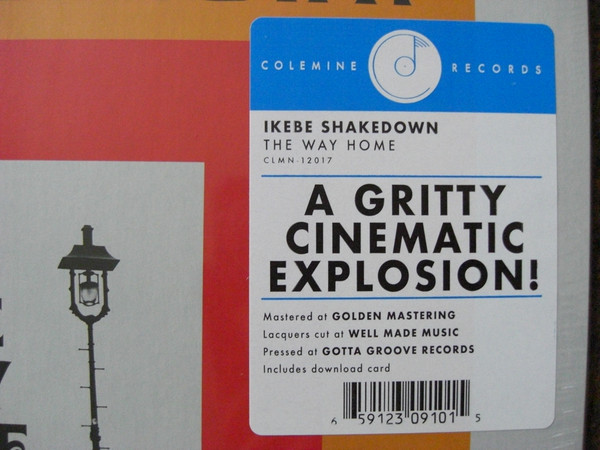 COLEMINE RECORDS
IKEBE SHAKEDOWN
THE WAY HOME
CLMN-12017
A GRITTY
CINEMATIC
EXPLOSION!
Mastered at GOLDEN MASTERING
Lacquers cut at WELL MADE MUSIC
Pressed at GOTTA GROOVE RECORDS
Includes download card
6 59123 09101 5